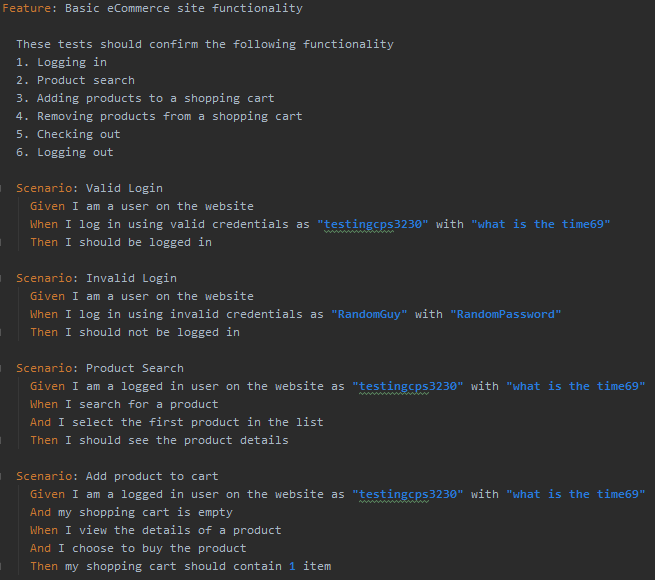 Feature: Basic eCommerce site functionality
These tests should confirm the following functionality
1. Logging in
2. Product search
3. Adding products to a shopping cart
4. Removing products from a shopping cart
5. Checking out
6. Logging out
Scenario: Valid Login
Given I am a user on the website
When I log in using valid credentials as "testingcps3230" with "what is the time69"
Then I should be logged in
Scenario: Invalid Login
Given I am a user on the website
When I log in using invalid credentials as "RandomGuy" with "RandomPassword"
Then I should not be logged in
Scenario: Product Search
Given I am a logged in user on the website as "testingcps3230" with "what is the time69"
When I search for a product
And I select the first product in the list
Then I should see the product details
Scenario: Add product to cart
Given I am a logged in user on the website as "testingcps3230" with "what is the time69"
And my shopping cart is empty
When I view the details of a product
And I choose to buy the product
Then my shopping cart should contain 1 item